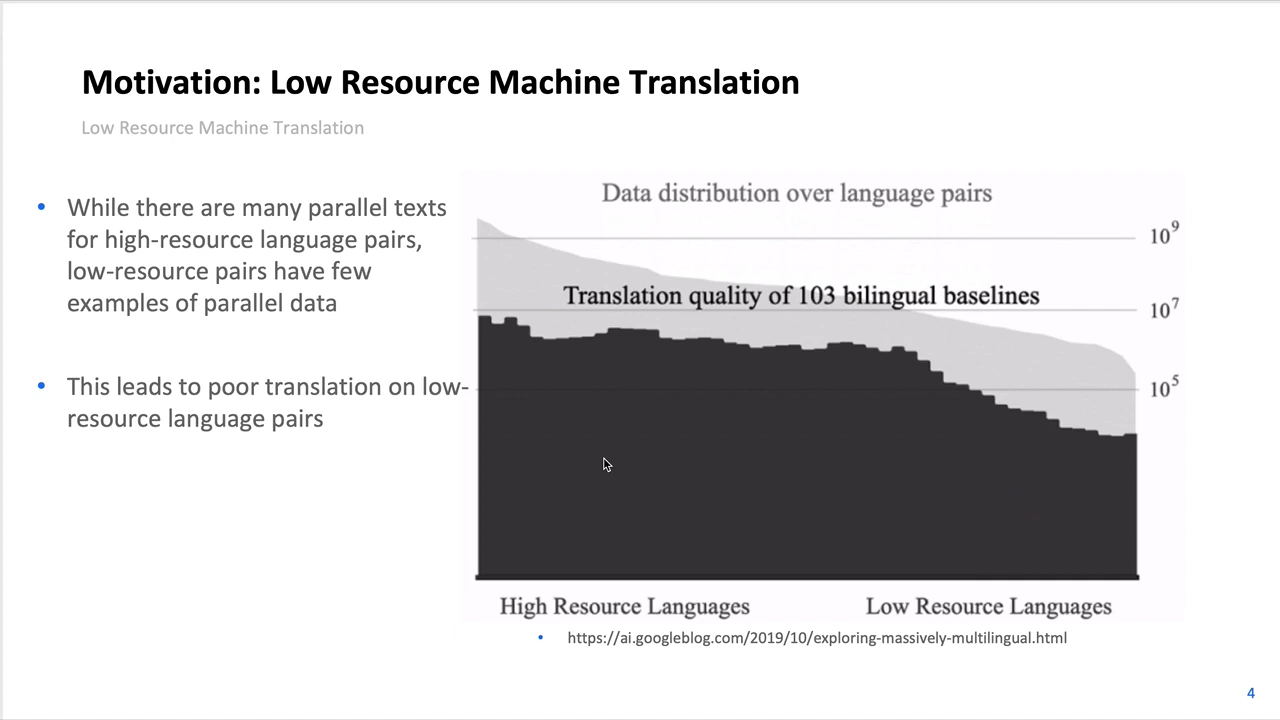 Motivation: Low Resource Machine Translation
Low Resource Machine Translation
• While there are many parallel texts
for high-resource language pairs,
low-resource pairs have few
examples of parallel data
• This leads to poor translation on low-
resource language pairs
Data distribution over language pairs
10⁹
Translation quality of 103 bilingual baselines
10⁷
10⁵
High Resource Languages
Low Resource Languages
• https://ai.googleblog.com/2019/10/exploring-massively-multilingual.html
4